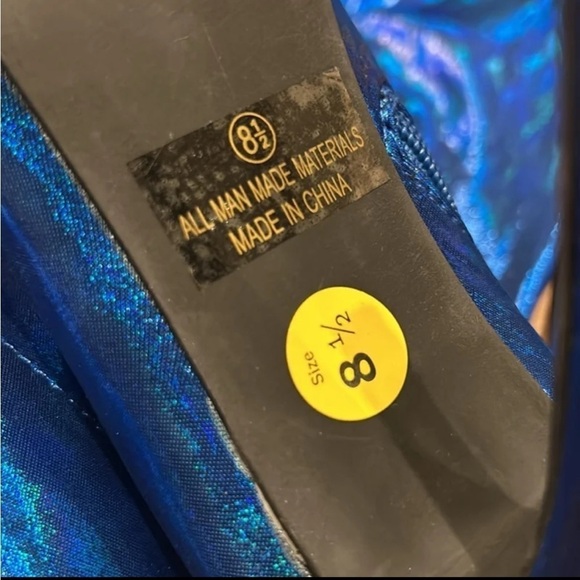 8½
ALL MAN MADE MATERIALS
MADE IN CHINA
Size
8 1/2